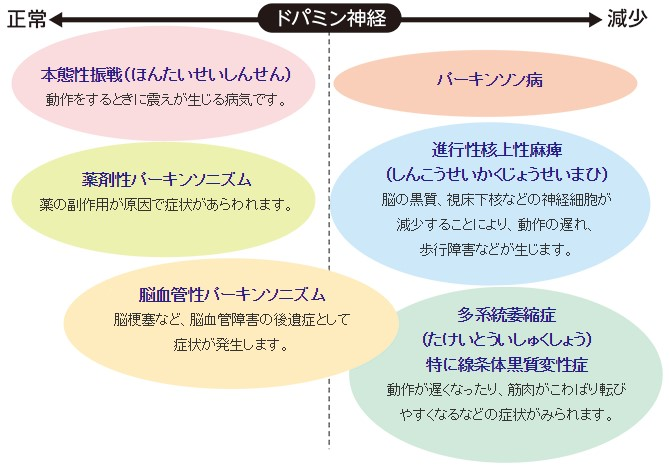 正常
ドパミン神経
減少
本態性振戦(ほんたいせいしんせん)
動作をするときに震えが生じる病気です。
パーキンソン病
薬剤性パーキンソニズム
薬の副作用が原因で症状があらわれます。
進行性核上性麻痺
(しんこうせいかくじょうせいまひ)
脳の黒質、視床下核などの神経細胞が
減少することにより、動作の遅れ、
歩行障害などが生じます。
脳血管性パーキンソニズム
脳梗塞など、脳血管障害の後遺症として
症状が発生します。
多系統萎縮症
(たけいとういしゅくしょう)
特に線条体黒質変性症
動作が遅くなったり、筋肉がこわばり転び
やすくなるなどの症状がみられます。